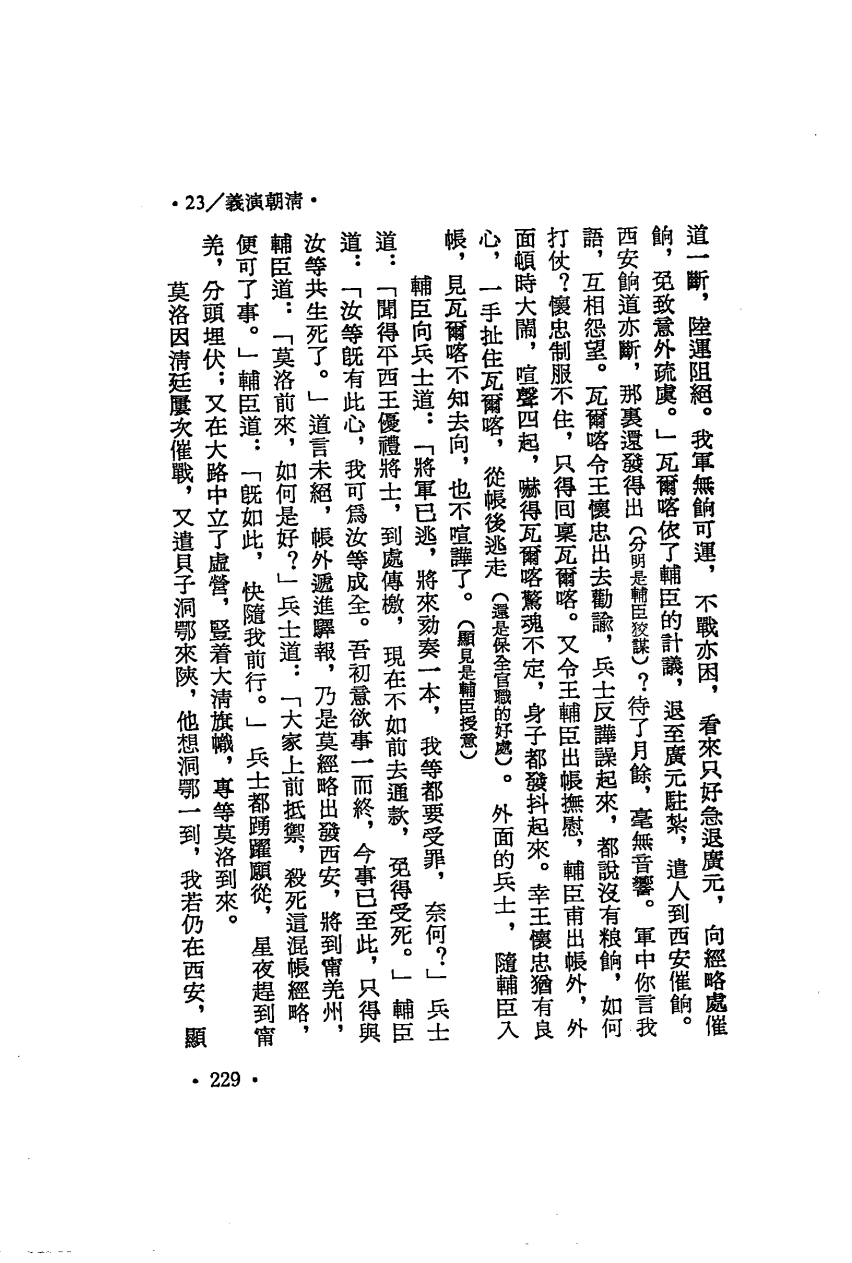 •23╱義演朝清•
道一斷，陸運阻絕。我軍無餉可運，不戰亦困，看來只好急退廣元，向經略處催
餉，免致意外疏虞。」瓦爾喀依了輔臣的計議，退至廣元駐紮，遣人到西安催餉。
西安餉道亦斷，那裏還發得出（分明是輔臣狡謀）？待了月餘，毫無音響。軍中你言我
語，互相怨望。瓦爾喀令王懷忠出去勸諭，兵士反譁譟起來，都說沒有粮餉，如何
打仗？懷忠制服不住，只得回稟瓦爾喀。又令王輔臣出帳撫慰，輔臣甫出帳外，外
面頓時大鬧，喧聲四起，嚇得瓦爾喀驚魂不定，身子都發抖起來。幸王懷忠猶有良
心，一手扯住瓦爾喀，從帳後逃走（還是保全官職的好處）。外面的兵士，隨輔臣入
帳，見瓦爾喀不知去向，也不喧譁了。（顯見是輔臣授意）
輔臣向兵士道：「將軍已逃，將來劾奏一本，我等都要受罪，奈何？」兵士
道：「聞得平西王優禮將士，到處傳檄，現在不如前去通款，免得受死。」輔臣
道：「汝等旣有此心，我可爲汝等成全。吾初意欲事一而終，今事已至此，只得與
汝等共生死了。」道言未絕，帳外遞進驛報，乃是莫經略出發西安，將到甯羌州，
輔臣道：「莫洛前來，如何是好？」兵士道：「大家上前抵禦，殺死這混帳經略，
便可了事。」輔臣道：「旣如此，快隨我前行。」兵士都踴躍願從，星夜趕到甯
羌，分頭埋伏；又在大路中立了虛營，豎着大清旗幟，專等莫洛到來。
莫洛因清廷屢次催戰，又遣貝子洞鄂來陝，他想洞鄂一到，我若仍在西安，顯
•229•